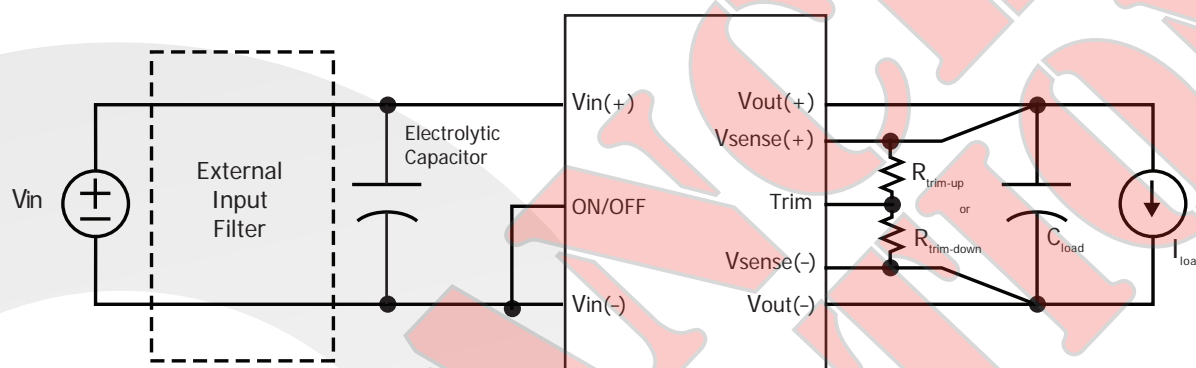 Vin
External
Input
Filter
Electrolytic
Capacitor
Vin(+)
ON/OFF
Vin(–)
Vout(+)
Vsense(+)
Trim
Vsense(–)
Vout(–)
Rtrim-up
or
Rtrim-down
Cload